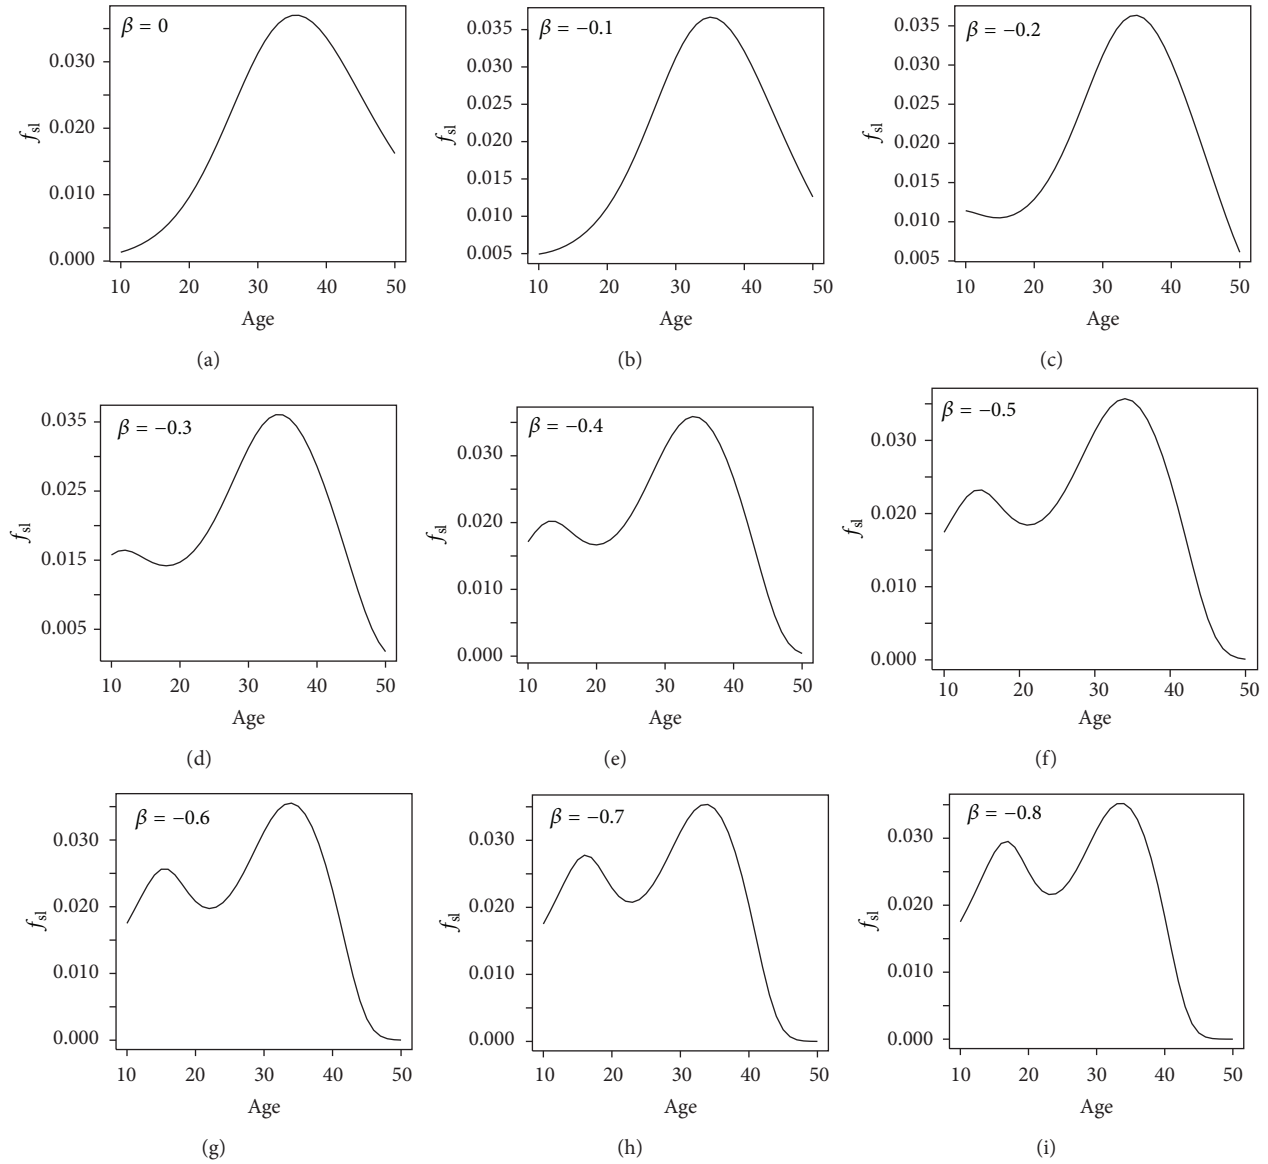 β = 0
0.030
0.020
0.010
0.000
f_sl
10 20 30 40 50
Age
(a)
β = −0.1
0.035
0.030
0.025
0.020
0.015
0.010
0.005
f_sl
10 20 30 40 50
Age
(b)
β = −0.2
0.035
0.030
0.025
0.020
0.015
0.010
0.005
f_sl
10 20 30 40 50
Age
(c)
β = −0.3
0.035
0.025
0.015
0.005
f_sl
10 20 30 40 50
Age
(d)
β = −0.4
0.030
0.020
0.010
0.000
f_sl
10 20 30 40 50
Age
(e)
β = −0.5
0.030
0.020
0.010
0.000
f_sl
10 20 30 40 50
Age
(f)
β = −0.6
0.030
0.020
0.010
0.000
f_sl
10 20 30 40 50
Age
(g)
β = −0.7
0.030
0.020
0.010
0.000
f_sl
10 20 30 40 50
Age
(h)
β = −0.8
0.030
0.020
0.010
0.000
f_sl
10 20 30 40 50
Age
(i)